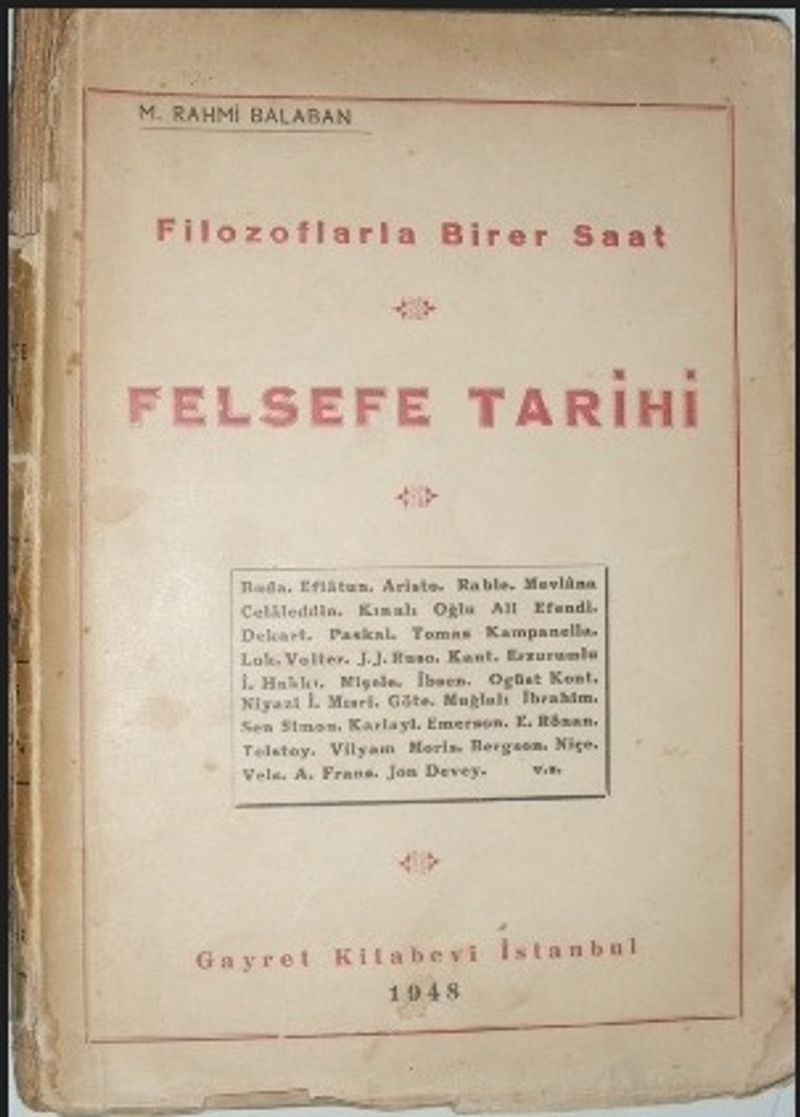 M. RAHMİ BALABAN
Filozoflarla Birer Saat
FELSEFE TARİHİ
Buda. Eflâtun. Aristo. Rable. Mevlâna
Celâleddin. Kınalı Oğlu Ali Efendi.
Dekart. Paskal. Tomas Kampanella.
Lok. Volter. J.J. Ruso. Kant. Erzurumlu
İ. Hakkı. Mişele. İbsen. Ogüst Kont.
Niyazi İ. Mısri. Göte. Muğlalı İbrahim.
Sen Simon. Karlayl. Emerson. E. Rönan.
Tolstoy. Vilyam Moris. Bergson. Niçe.
Vels. A. Frans. Jon Devey. v.s.
Gayret Kitabevi İstanbul
1948